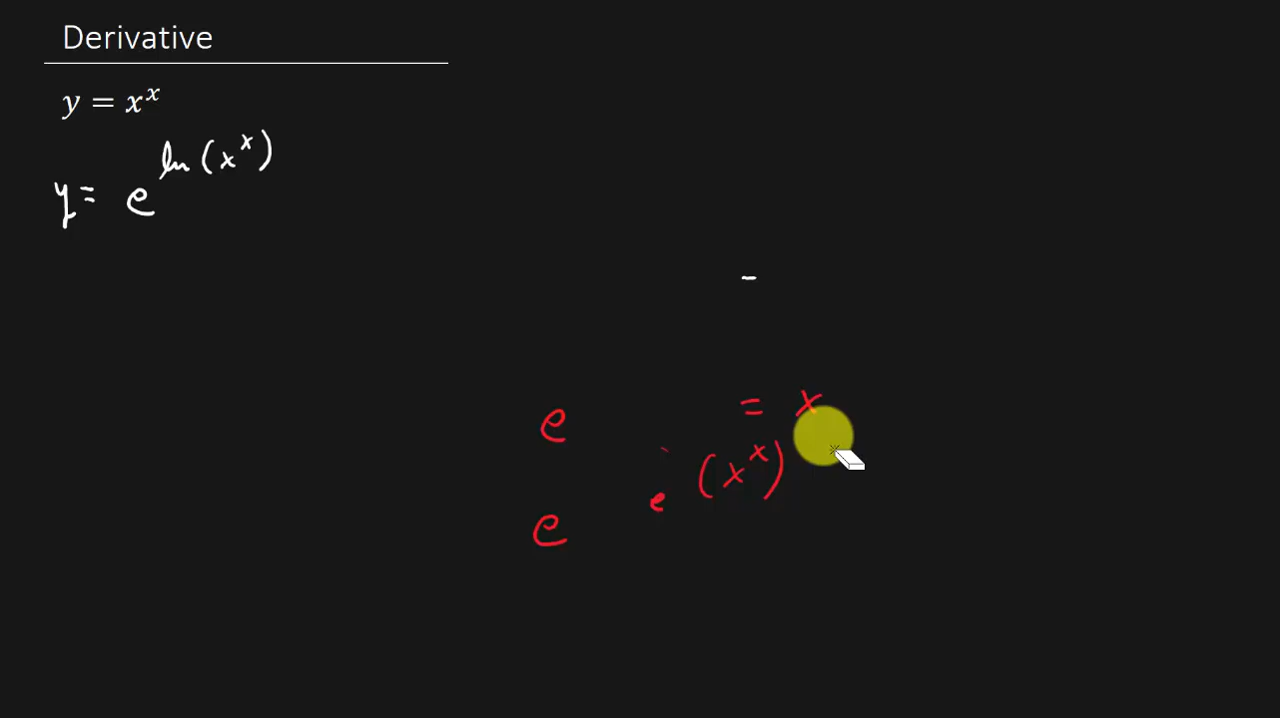 Derivative
y = x^x
y = e^ln(x^x)
-
e = x
e e (x^x)